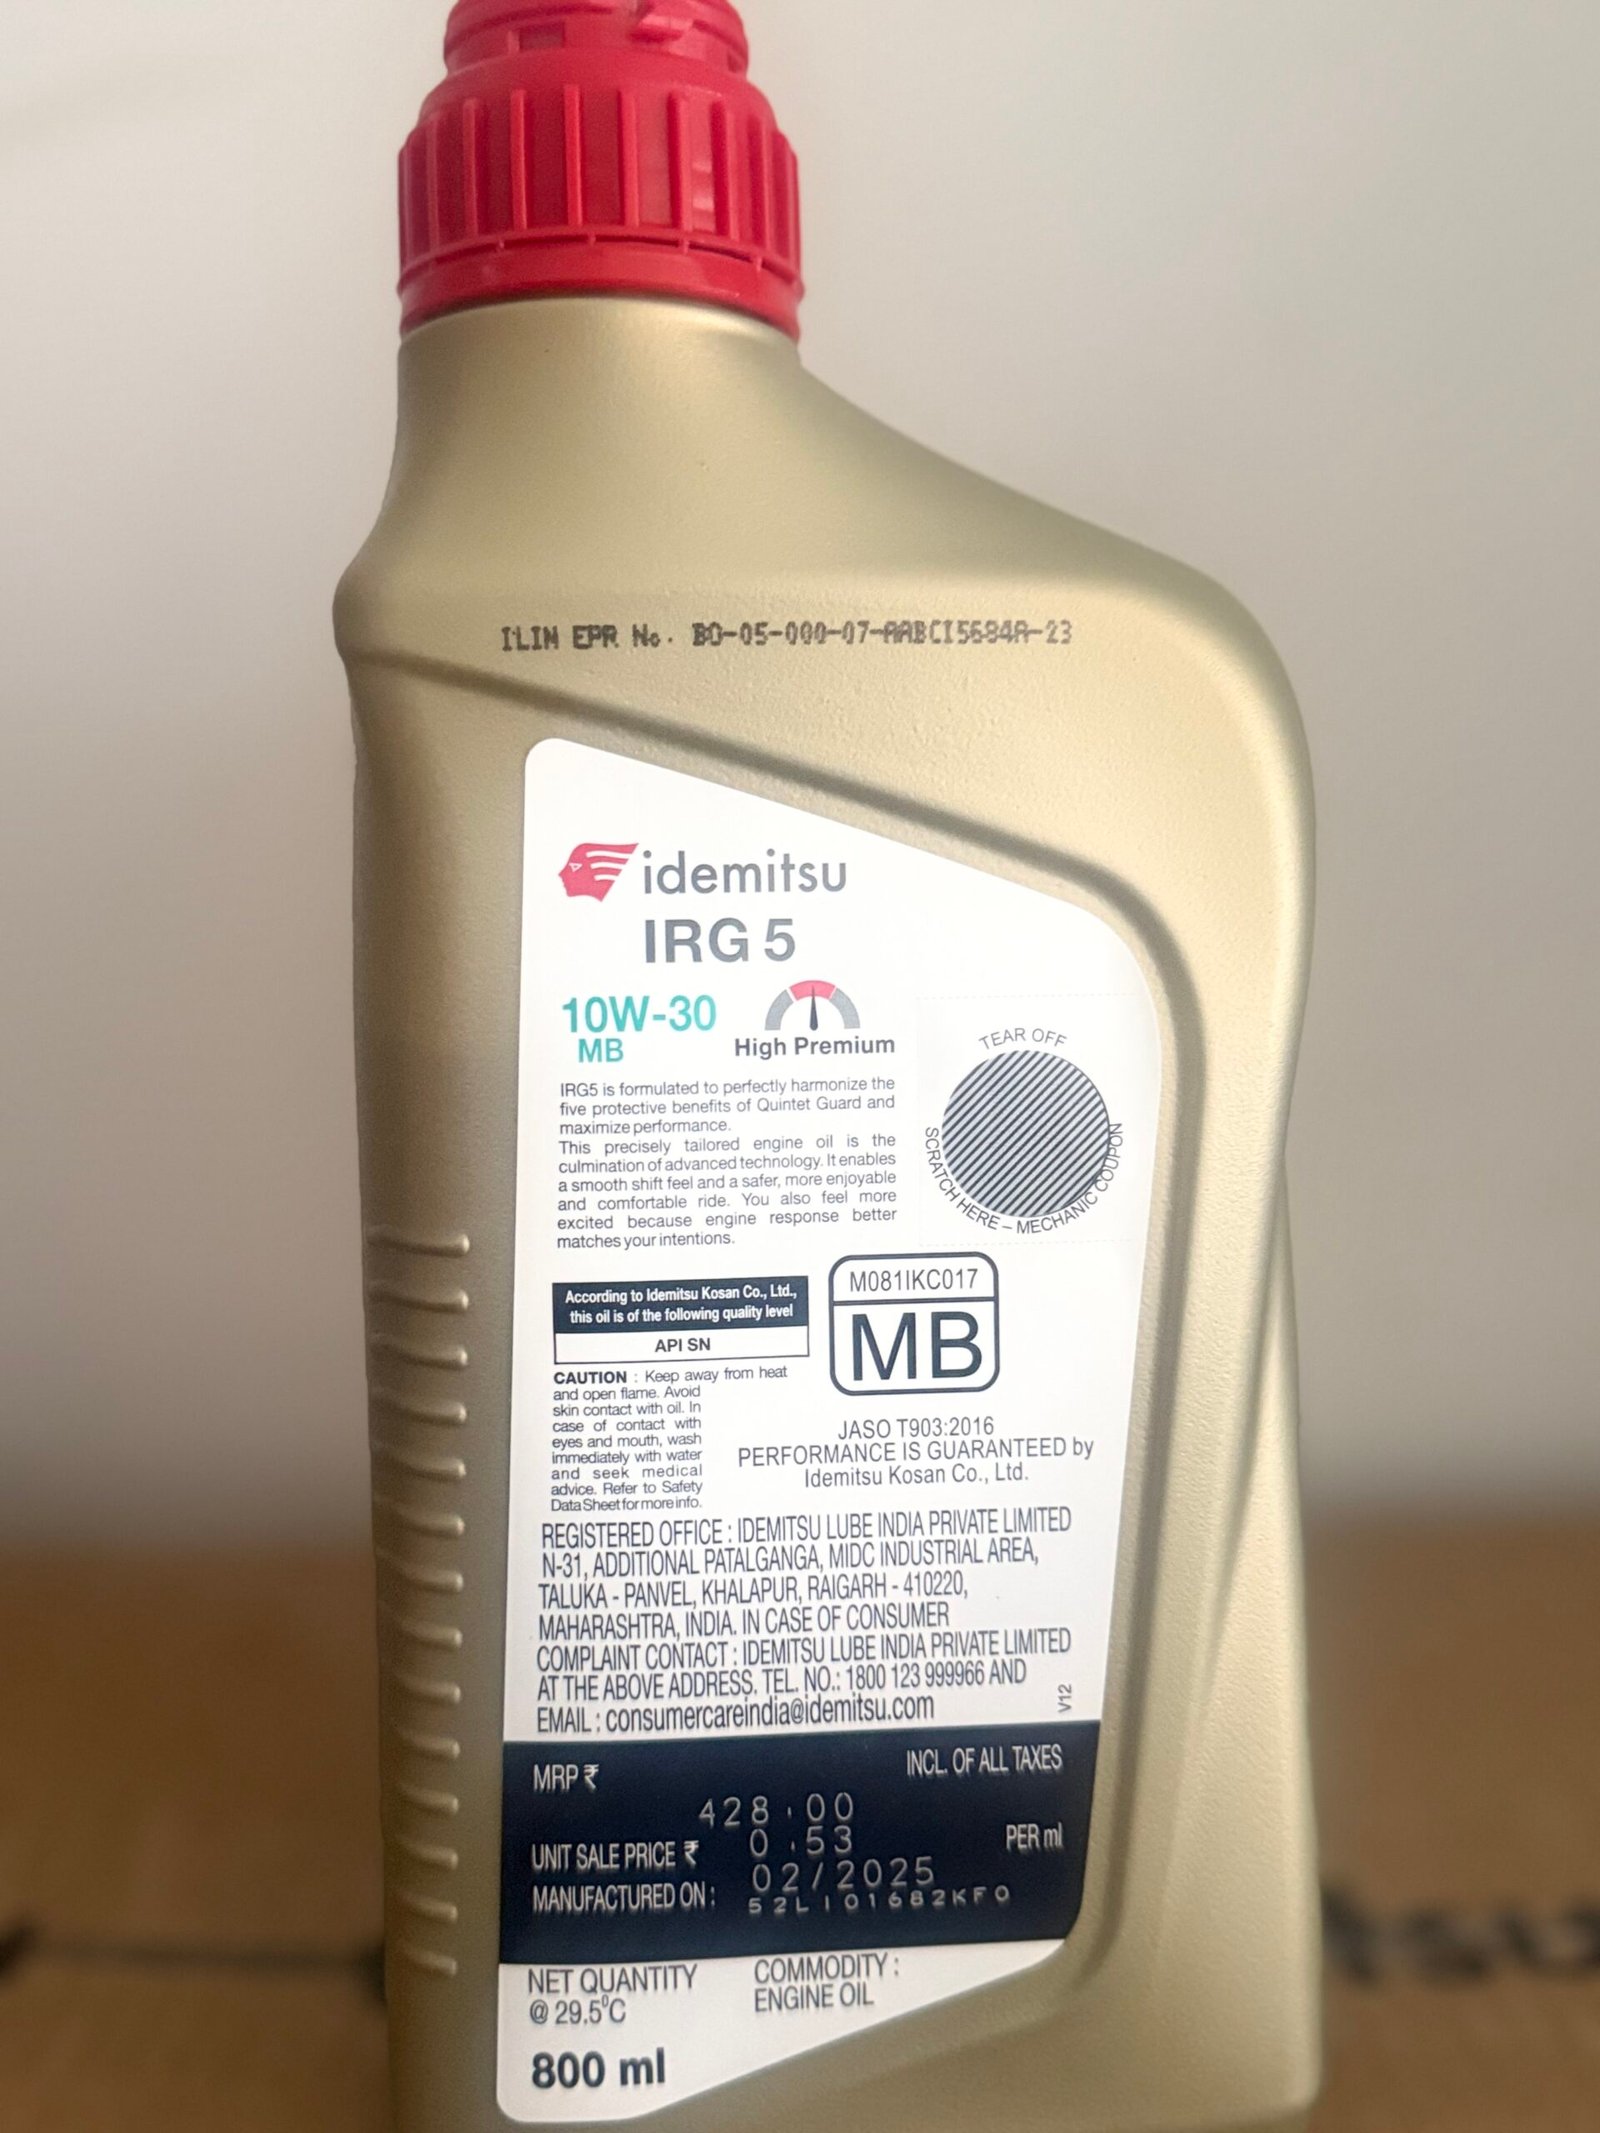 ILIN EPR No. BO-05-000-07-AABCI5684A-23
idemitsu
IRG 5
10W-30
MB
High Premium
IRG5 is formulated to perfectly harmonize the
five protective benefits of Quintet Guard and
maximize performance.
This precisely tailored engine oil is the
culmination of advanced technology. It enables
a smooth shift feel and a safer, more enjoyable
and comfortable ride. You also feel more
excited because engine response better
matches your intentions.
TEAR OFF
SCRATCH HERE – MECHANIC COUPON
According to Idemitsu Kosan Co., Ltd.,
this oil is of the following quality level
API SN
M081IKC017
MB
CAUTION : Keep away from heat
and open flame. Avoid
skin contact with oil. In
case of contact with
eyes and mouth, wash
immediately with water
and seek medical
advice. Refer to Safety
Data Sheet for more info.
JASO T903:2016
PERFORMANCE IS GUARANTEED by
Idemitsu Kosan Co., Ltd.
REGISTERED OFFICE : IDEMITSU LUBE INDIA PRIVATE LIMITED
N-31, ADDITIONAL PATALGANGA, MIDC INDUSTRIAL AREA,
TALUKA - PANVEL, KHALAPUR, RAIGARH - 410220,
MAHARASHTRA, INDIA. IN CASE OF CONSUMER
COMPLAINT CONTACT : IDEMITSU LUBE INDIA PRIVATE LIMITED
AT THE ABOVE ADDRESS. TEL. NO.: 1800 123 999966 AND
EMAIL : consumercareindia@idemitsu.com
V12
MRP ₹ INCL. OF ALL TAXES
428.00
UNIT SALE PRICE ₹ 0.53 PER ml
MANUFACTURED ON : 02/2025
52L101682KF0
NET QUANTITY
@ 29.5°C
800 ml
COMMODITY :
ENGINE OIL